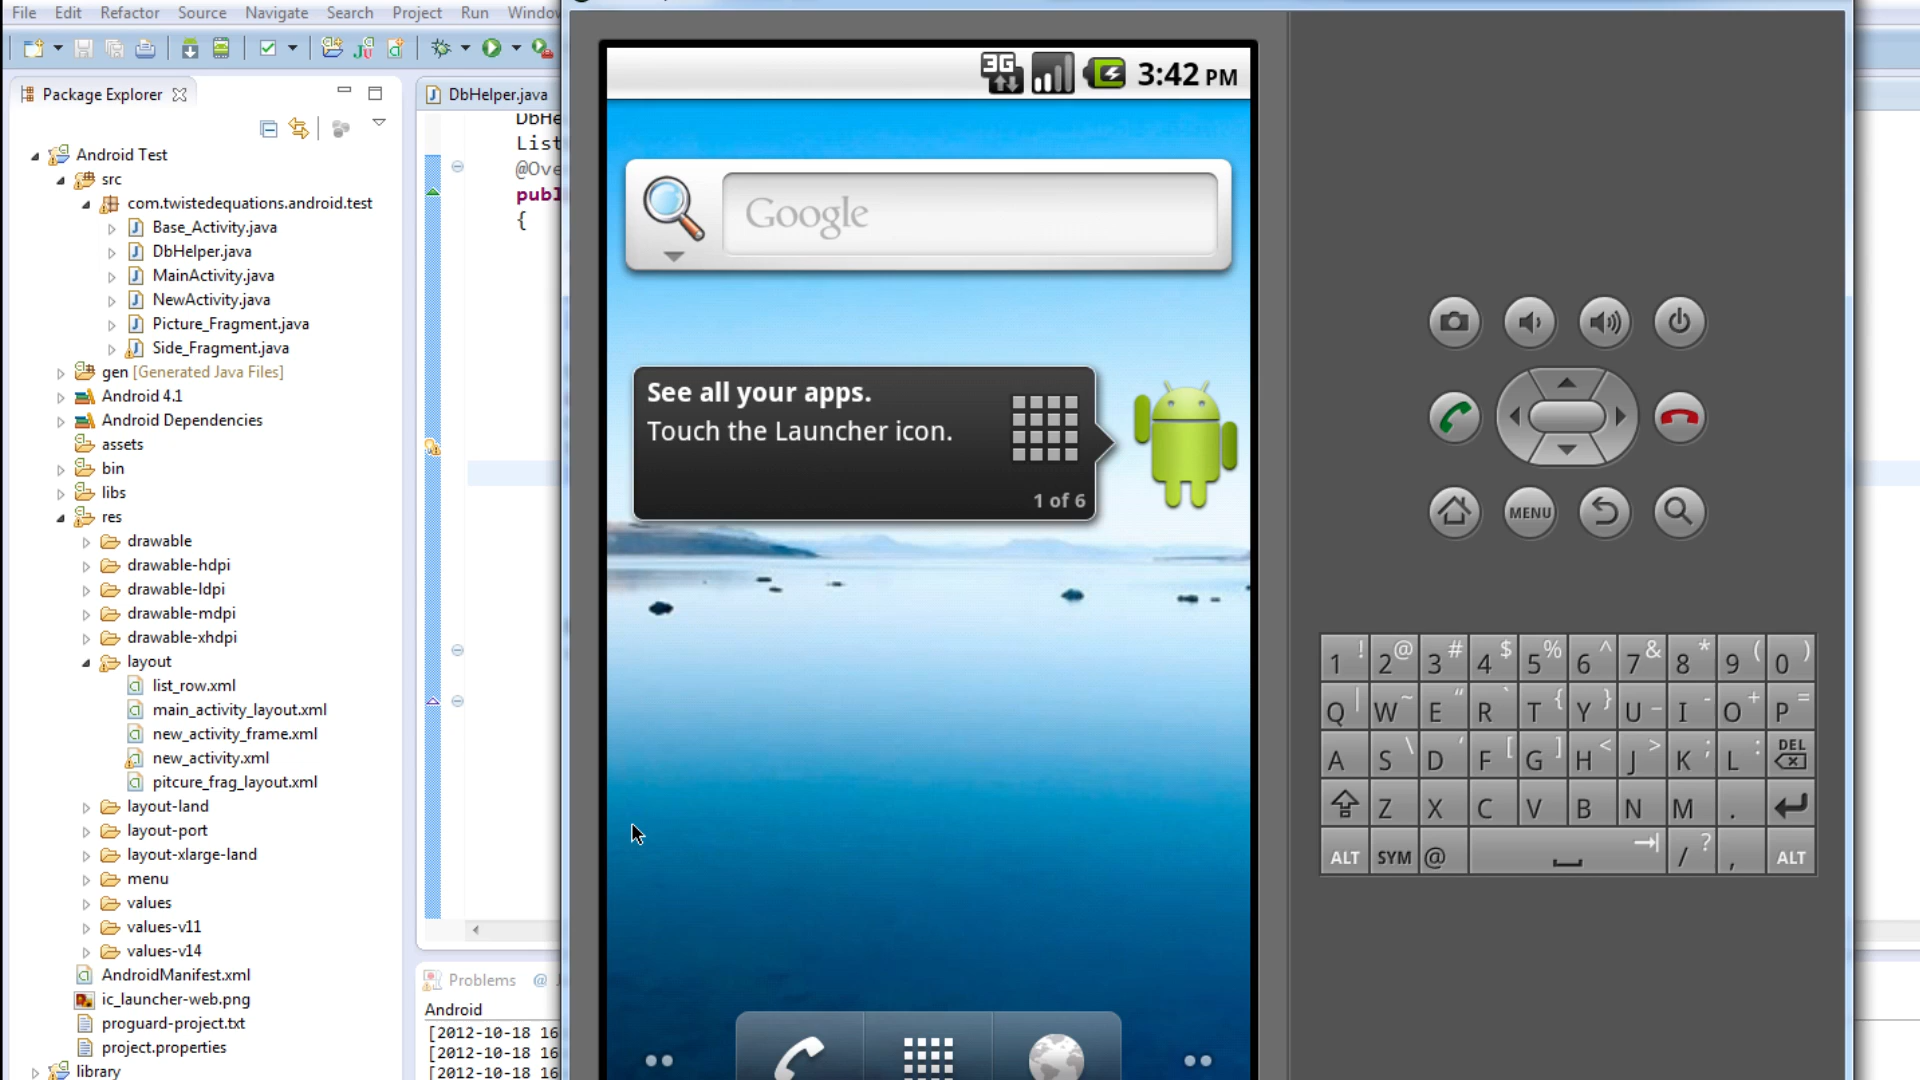 File Edit Refactor Source Navigate Search Project Run Window
Package Explorer
Android Test
src
com.twistedequations.android.test
Base_Activity.java
DbHelper.java
MainActivity.java
NewActivity.java
Picture_Fragment.java
Side_Fragment.java
gen [Generated Java Files]
Android 4.1
Android Dependencies
assets
bin
libs
res
drawable
drawable-hdpi
drawable-ldpi
drawable-mdpi
drawable-xhdpi
layout
list_row.xml
main_activity_layout.xml
new_activity_frame.xml
new_activity.xml
pitcure_frag_layout.xml
layout-land
layout-port
layout-xlarge-land
menu
values
values-v11
values-v14
AndroidManifest.xml
ic_launcher-web.png
proguard-project.txt
project.properties
library
DbHelper.java
DbHe
List
@Ove
publ
{
Problems @
Android
[2012-10-18 16
[2012-10-18 16
[2012-10-18 16
3G 3:42 PM
Google
See all your apps.
Touch the Launcher icon.
1 of 6
MENU
1 ! 2 @ 3 # 4 $ 5 % 6 ^ 7 & 8 * 9 ( 0 )
Q | W ~ E " R ` T { Y } U _ I - O + P =
A S \ D ' F [ G ] H < J > K ; L : DEL
Z X C V B N M .
ALT SYM @ / ? , ALT